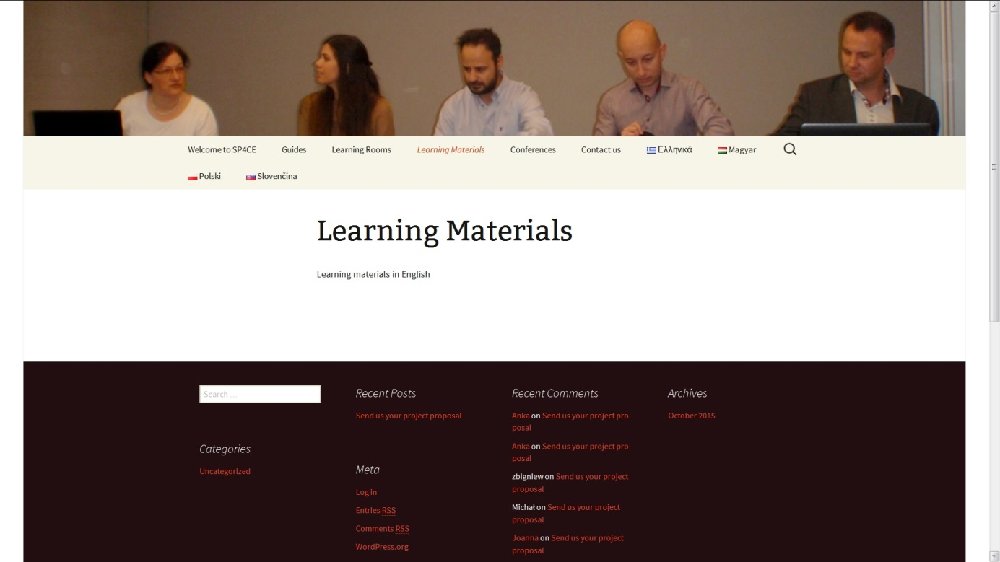 Welcome to SP4CE Guides Learning Rooms Learning Materials Conferences Contact us Ελληνικά Magyar
Polski Slovenčina
Learning Materials
Learning materials in English
Search …
Categories
Uncategorized
Recent Posts
Send us your project proposal
Meta
Log in
Entries RSS
Comments RSS
WordPress.org
Recent Comments
Anka on Send us your project pro-
posal
Anka on Send us your project pro-
posal
zbigniew on Send us your project
proposal
Michał on Send us your project
proposal
Joanna on Send us your project
proposal
Archives
October 2015